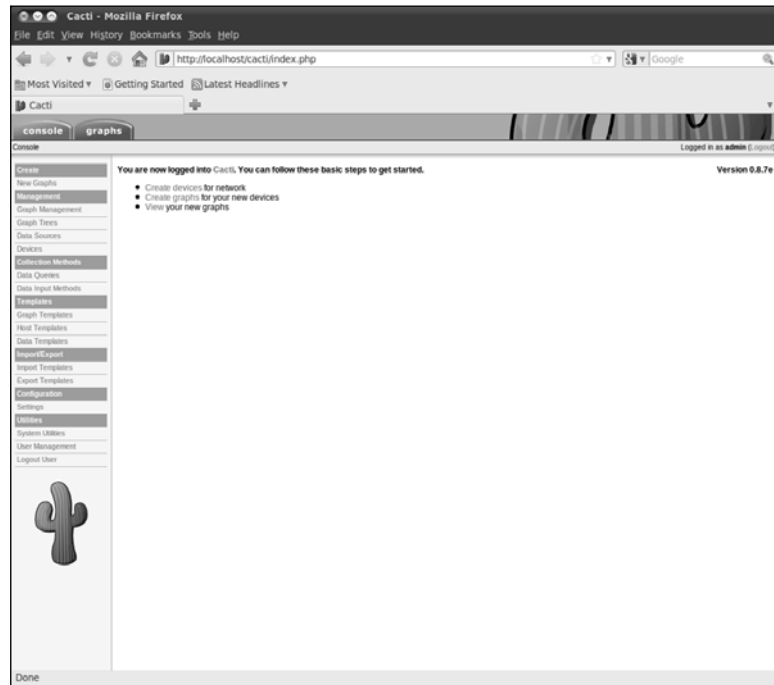 Cacti - Mozilla Firefox
File Edit View History Bookmarks Tools Help
http://localhost/cacti/index.php
Google
Most Visited Getting Started Latest Headlines
Cacti
console graphs
Console Logged in as admin (Logout)
Create
New Graphs
Management
Graph Management
Graph Trees
Data Sources
Devices
Collection Methods
Data Queries
Data Input Methods
Templates
Graph Templates
Host Templates
Data Templates
Import/Export
Import Templates
Export Templates
Configuration
Settings
Utilities
System Utilities
User Management
Logout User
You are now logged into Cacti. You can follow these basic steps to get started. Version 0.8.7e
Create devices for network
Create graphs for your new devices
View your new graphs
Done